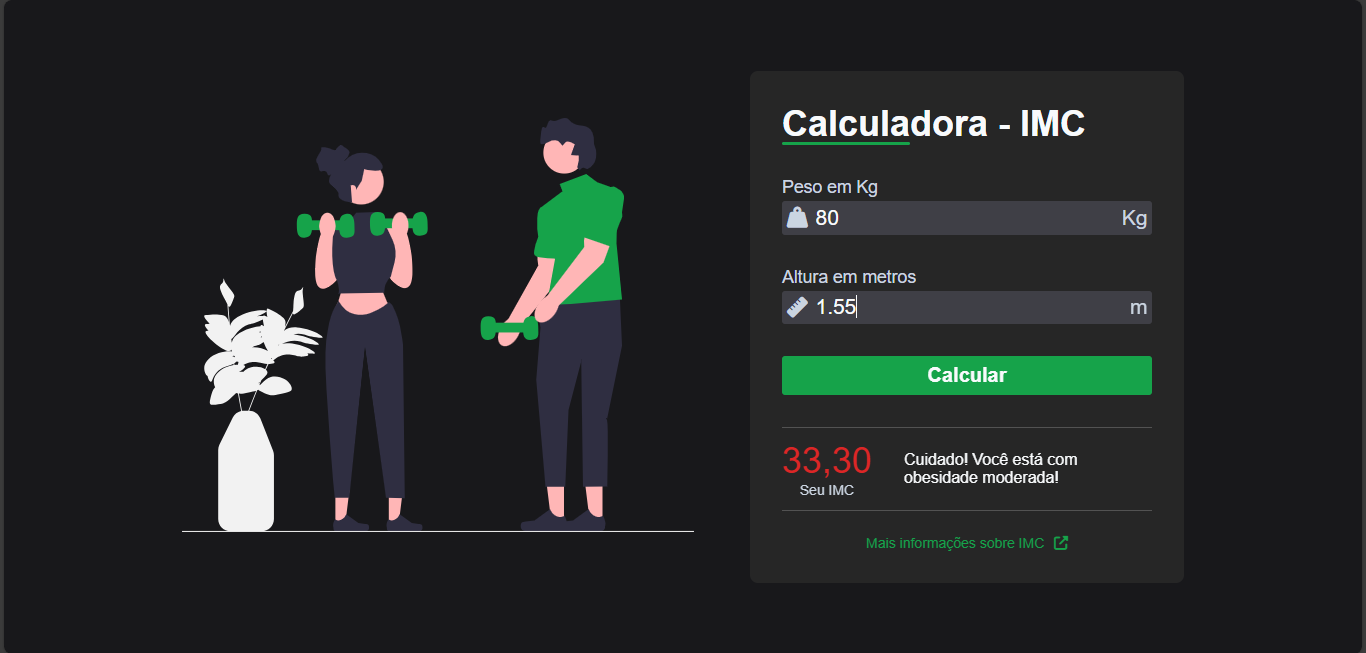 Calculadora - IMC
Peso em Kg
80 Kg
Altura em metros
1.55 m
Calcular
33,30
Seu IMC
Cuidado! Você está com
obesidade moderada!
Mais informações sobre IMC